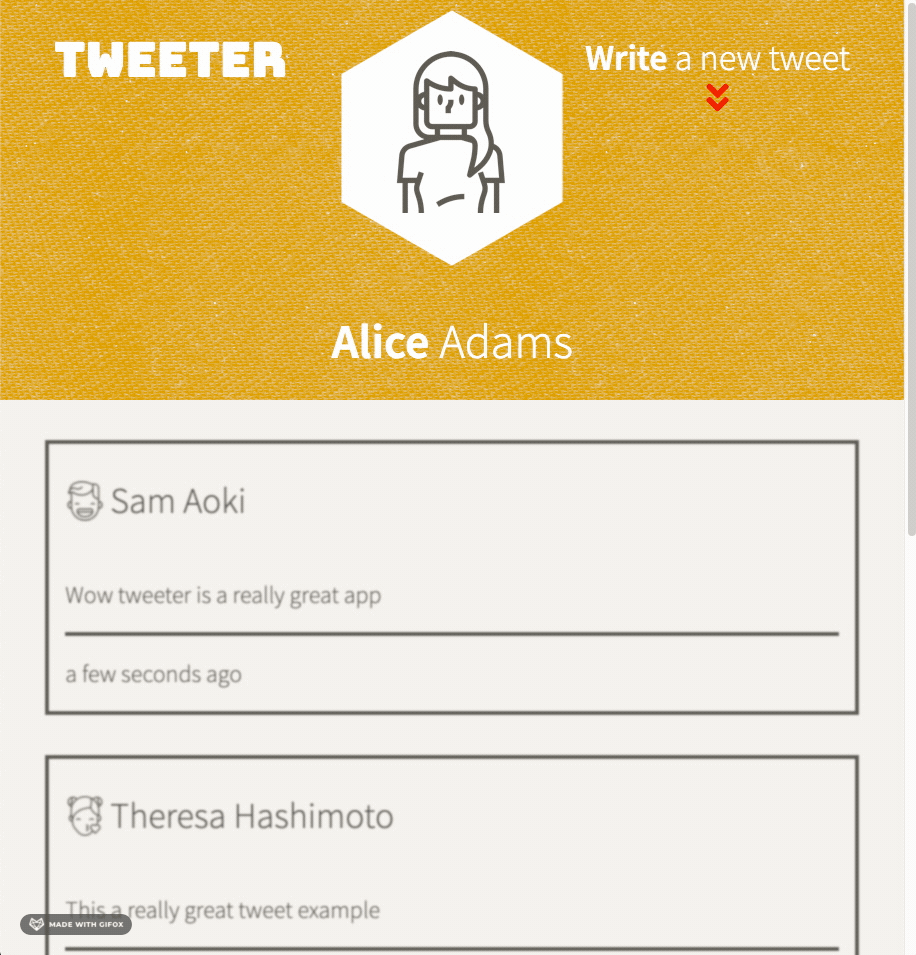 TWEETER
Write a new tweet
Alice Adams
Sam Aoki
Wow tweeter is a really great app
a few seconds ago
Theresa Hashimoto
This a really great tweet example
MADE WITH GIFOX